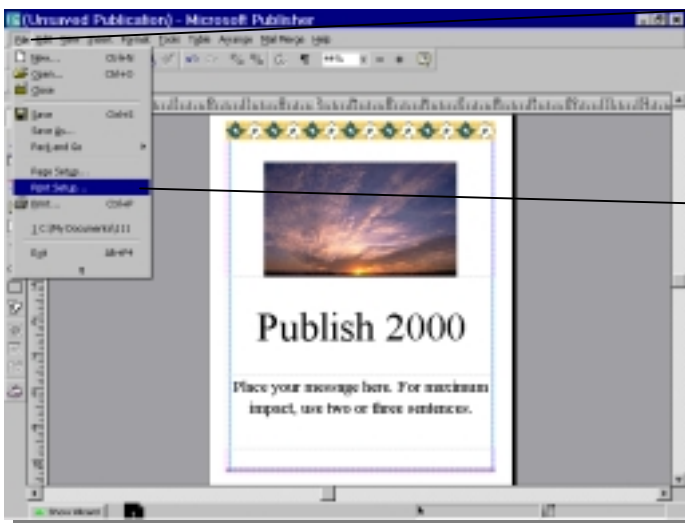 (Unsaved Publication) - Microsoft Publisher
File Edit View Insert Format Tools Table Arrange Mail Merge Help
New... Ctrl+N
Open... Ctrl+O
Close
Save Ctrl+S
Save As...
Pack and Go
Page Setup...
Print Setup...
Print... Ctrl+P
Exit Alt+F4
Publish 2000
Place your message here. For maximum
impact, use two or three sentences.
Show Wizard